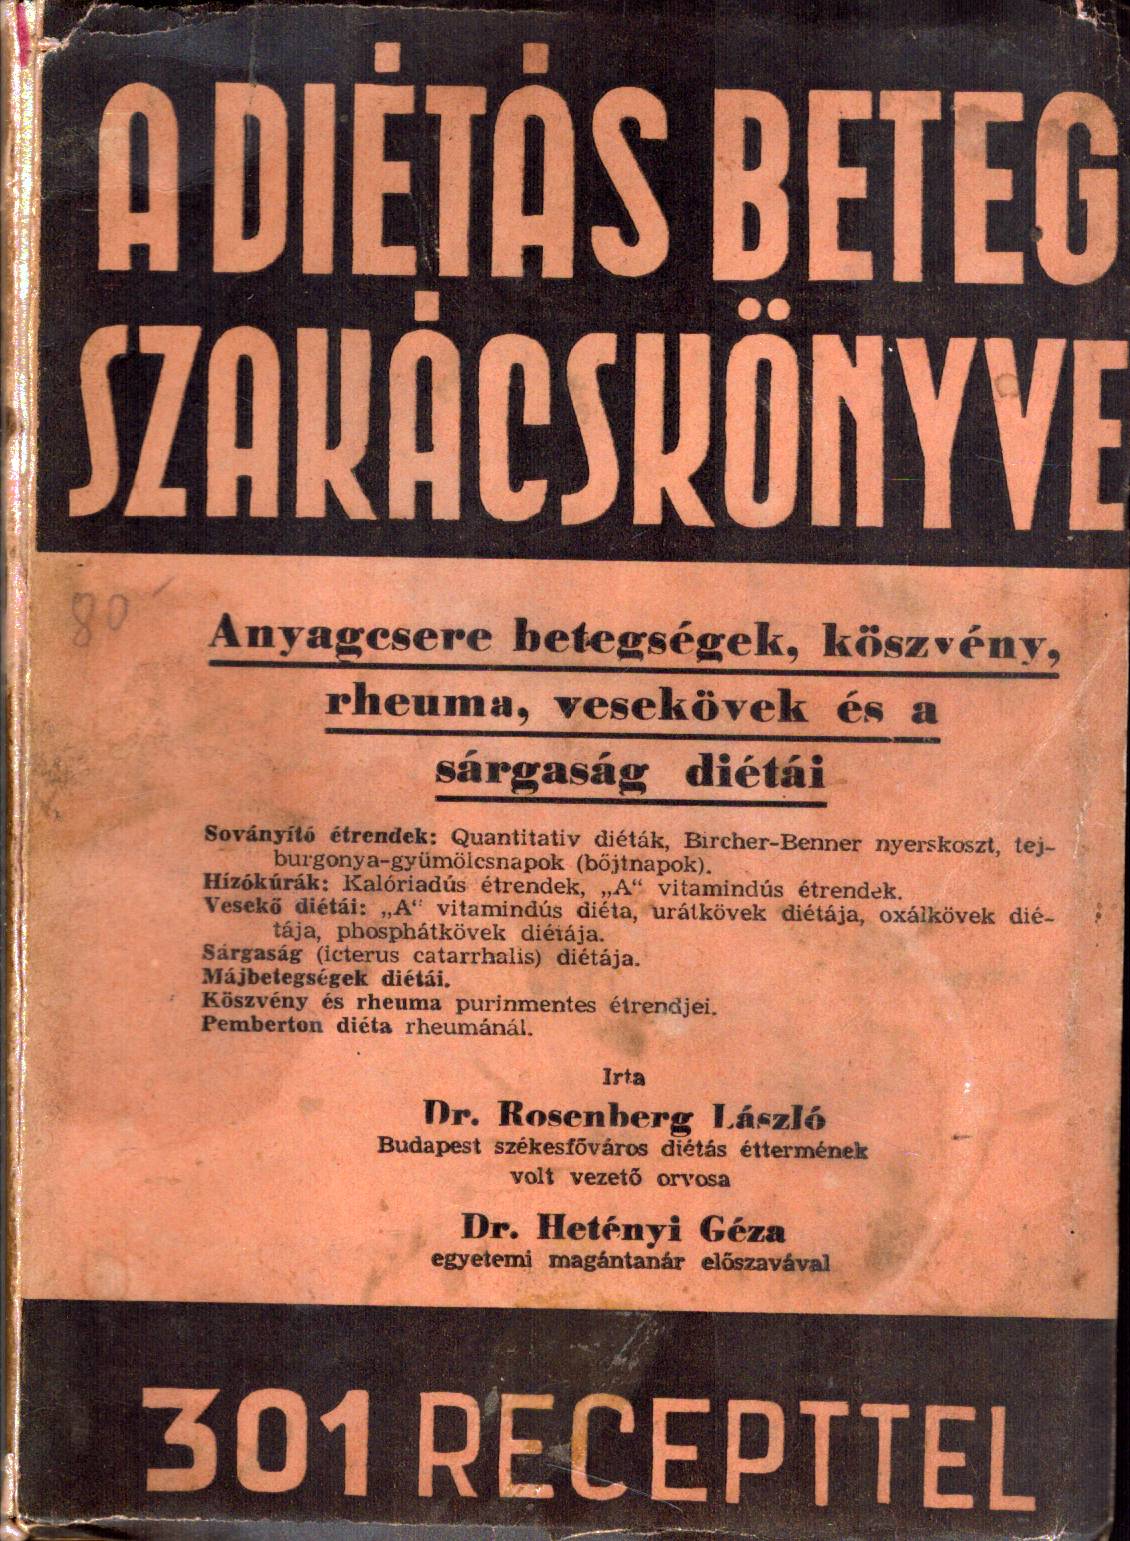 A DIÉTÁS BETEG
SZAKÁCSKÖNYVE
80
Anyagcsere betegségek, köszvény,
rheuma, vesekövek és a
sárgaság diétái
Soványító étrendek: Quantitativ diéták, Bircher-Benner nyerskoszt, tej-
burgonya-gyümölcsnapok (böjtnapok).
Hízókúrák: Kalóriadús étrendek, „A“ vitamindús étrendek.
Vesekő diétái: „A“ vitamindús diéta, urátkövek diétája, oxálkövek dié-
tája, phosphátkövek diétája.
Sárgaság (icterus catarrhalis) diétája.
Májbetegségek diétái.
Köszvény és rheuma purinmentes étrendjei.
Pemberton diéta rheumánál.
Irta
Dr. Rosenberg László
Budapest székesfőváros diétás éttermének
volt vezető orvosa
Dr. Hetényi Géza
egyetemi magántanár előszavával
301 RECEPTTEL